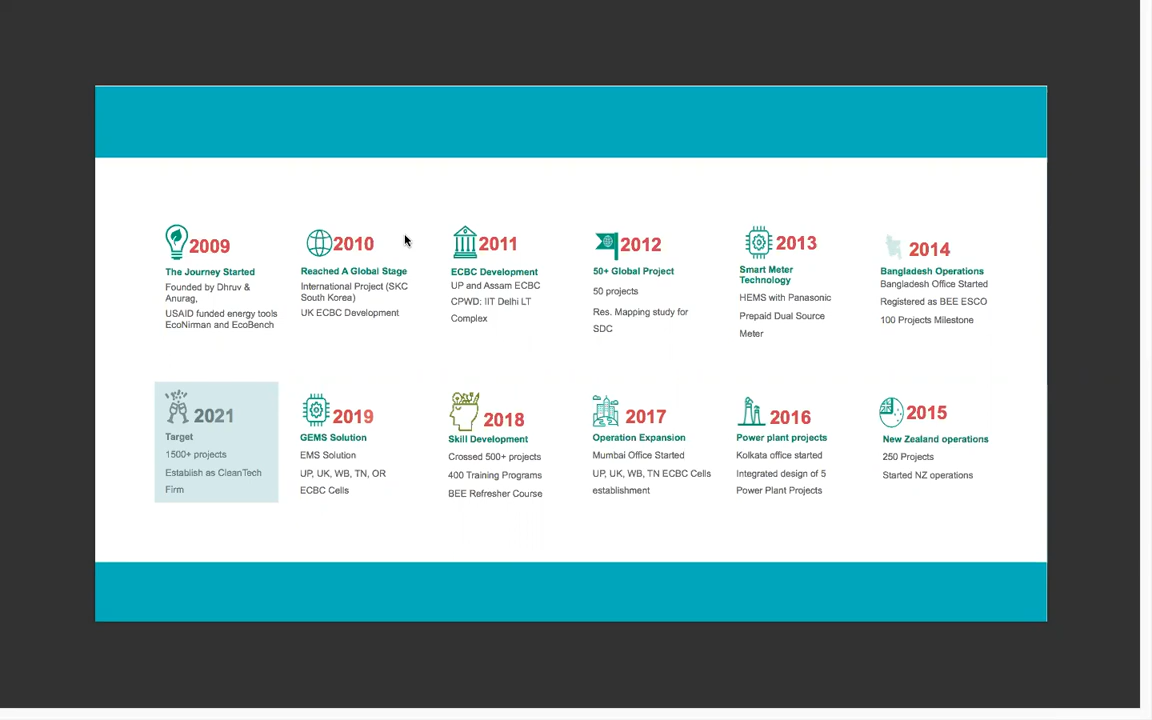 2009
The Journey Started
Founded by Dhruv &
Anurag,
USAID funded energy tools
EcoNirman and EcoBench
2010
Reached A Global Stage
International Project (SKC
South Korea)
UK ECBC Development
2011
ECBC Development
UP and Assam ECBC
CPWD: IIT Delhi LT
Complex
2012
50+ Global Project
50 projects
Res. Mapping study for
SDC
2013
Smart Meter
Technology
HEMS with Panasonic
Prepaid Dual Source
Meter
2014
Bangladesh Operations
Bangladesh Office Started
Registered as BEE ESCO
100 Projects Milestone
2021
Target
1500+ projects
Establish as CleanTech
Firm
2019
GEMS Solution
EMS Solution
UP, UK, WB, TN, OR
ECBC Cells
2018
Skill Development
Crossed 500+ projects
400 Training Programs
BEE Refresher Course
2017
Operation Expansion
Mumbai Office Started
UP, UK, WB, TN ECBC Cells
establishment
2016
Power plant projects
Kolkata office started
Integrated design of 5
Power Plant Projects
2015
New Zealand operations
250 Projects
Started NZ operations